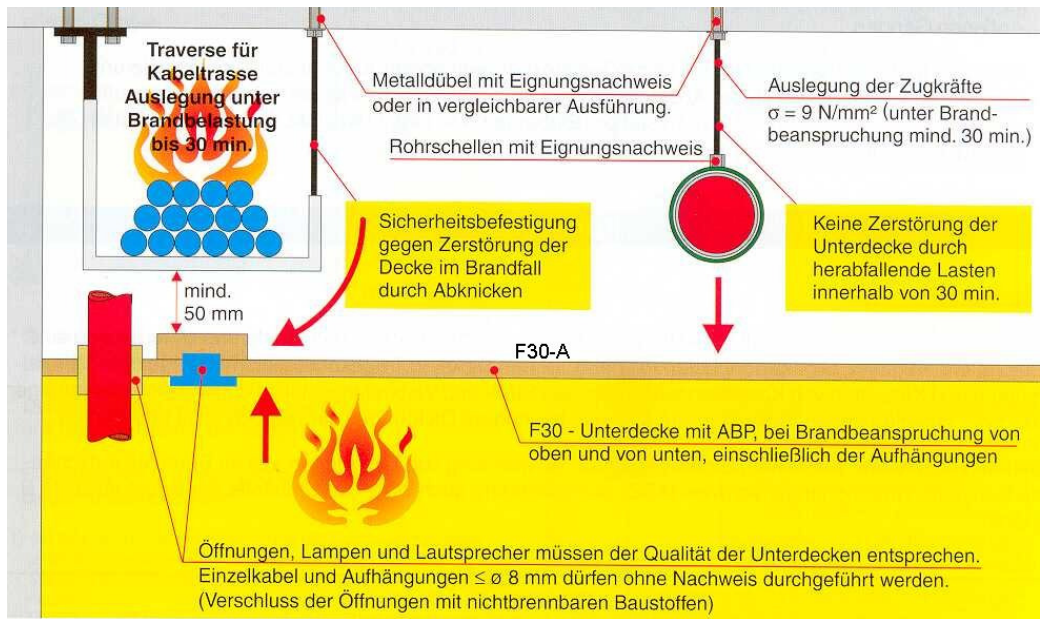 Traverse für
Kabeltrasse
Auslegung unter
Brandbelastung
bis 30 min.
Metalldübel mit Eignungsnachweis
oder in vergleichbarer Ausführung.
Rohrschellen mit Eignungsnachweis
Auslegung der Zugkräfte
σ = 9 N/mm² (unter Brand-
beanspruchung mind. 30 min.)
Sicherheitsbefestigung
gegen Zerstörung der
Decke im Brandfall
durch Abknicken
Keine Zerstörung der
Unterdecke durch
herabfallende Lasten
innerhalb von 30 min.
mind.
50 mm
F30-A
F30 - Unterdecke mit ABP, bei Brandbeanspruchung von
oben und von unten, einschließlich der Aufhängungen
Öffnungen, Lampen und Lautsprecher müssen der Qualität der Unterdecken entsprechen.
Einzelkabel und Aufhängungen ≤ ø 8 mm dürfen ohne Nachweis durchgeführt werden.
(Verschluss der Öffnungen mit nichtbrennbaren Baustoffen)